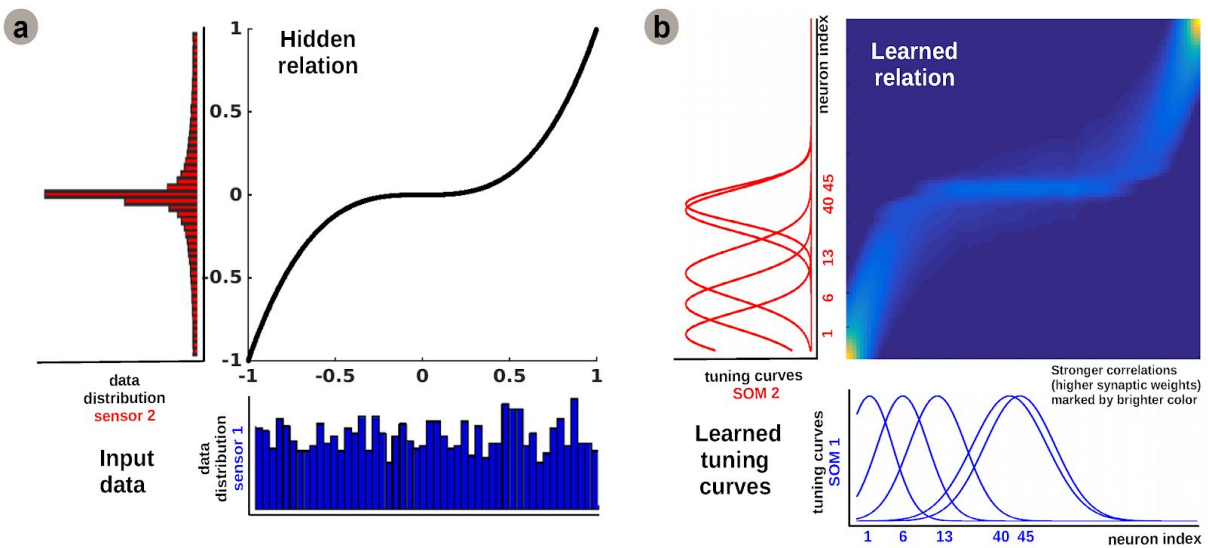 a
Hidden
relation
1
0.5
0
-0.5
-1
-1
-0.5
0
0.5
1
data
distribution
sensor 2
Input
data
data
distribution
sensor 1
b
neuron index
Learned
relation
45
40
13
6
1
tuning curves
SOM 2
Stronger correlations
(higher synaptic weights)
marked by brighter color
Learned
tuning
curves
tuning curves
SOM 1
1 6 13 40 45 neuron index